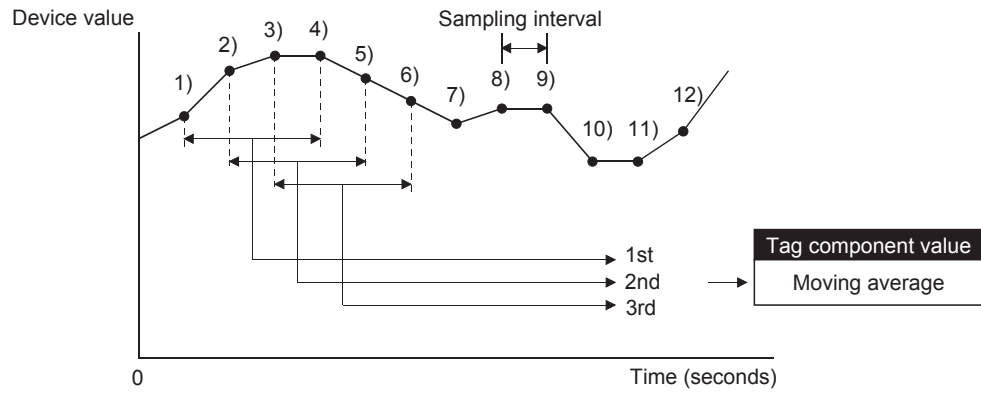 Device value
Sampling interval
1)
2)
3)
4)
5)
6)
7)
8)
9)
10)
11)
12)
1st
2nd
3rd
Tag component value
Moving average
0
Time (seconds)